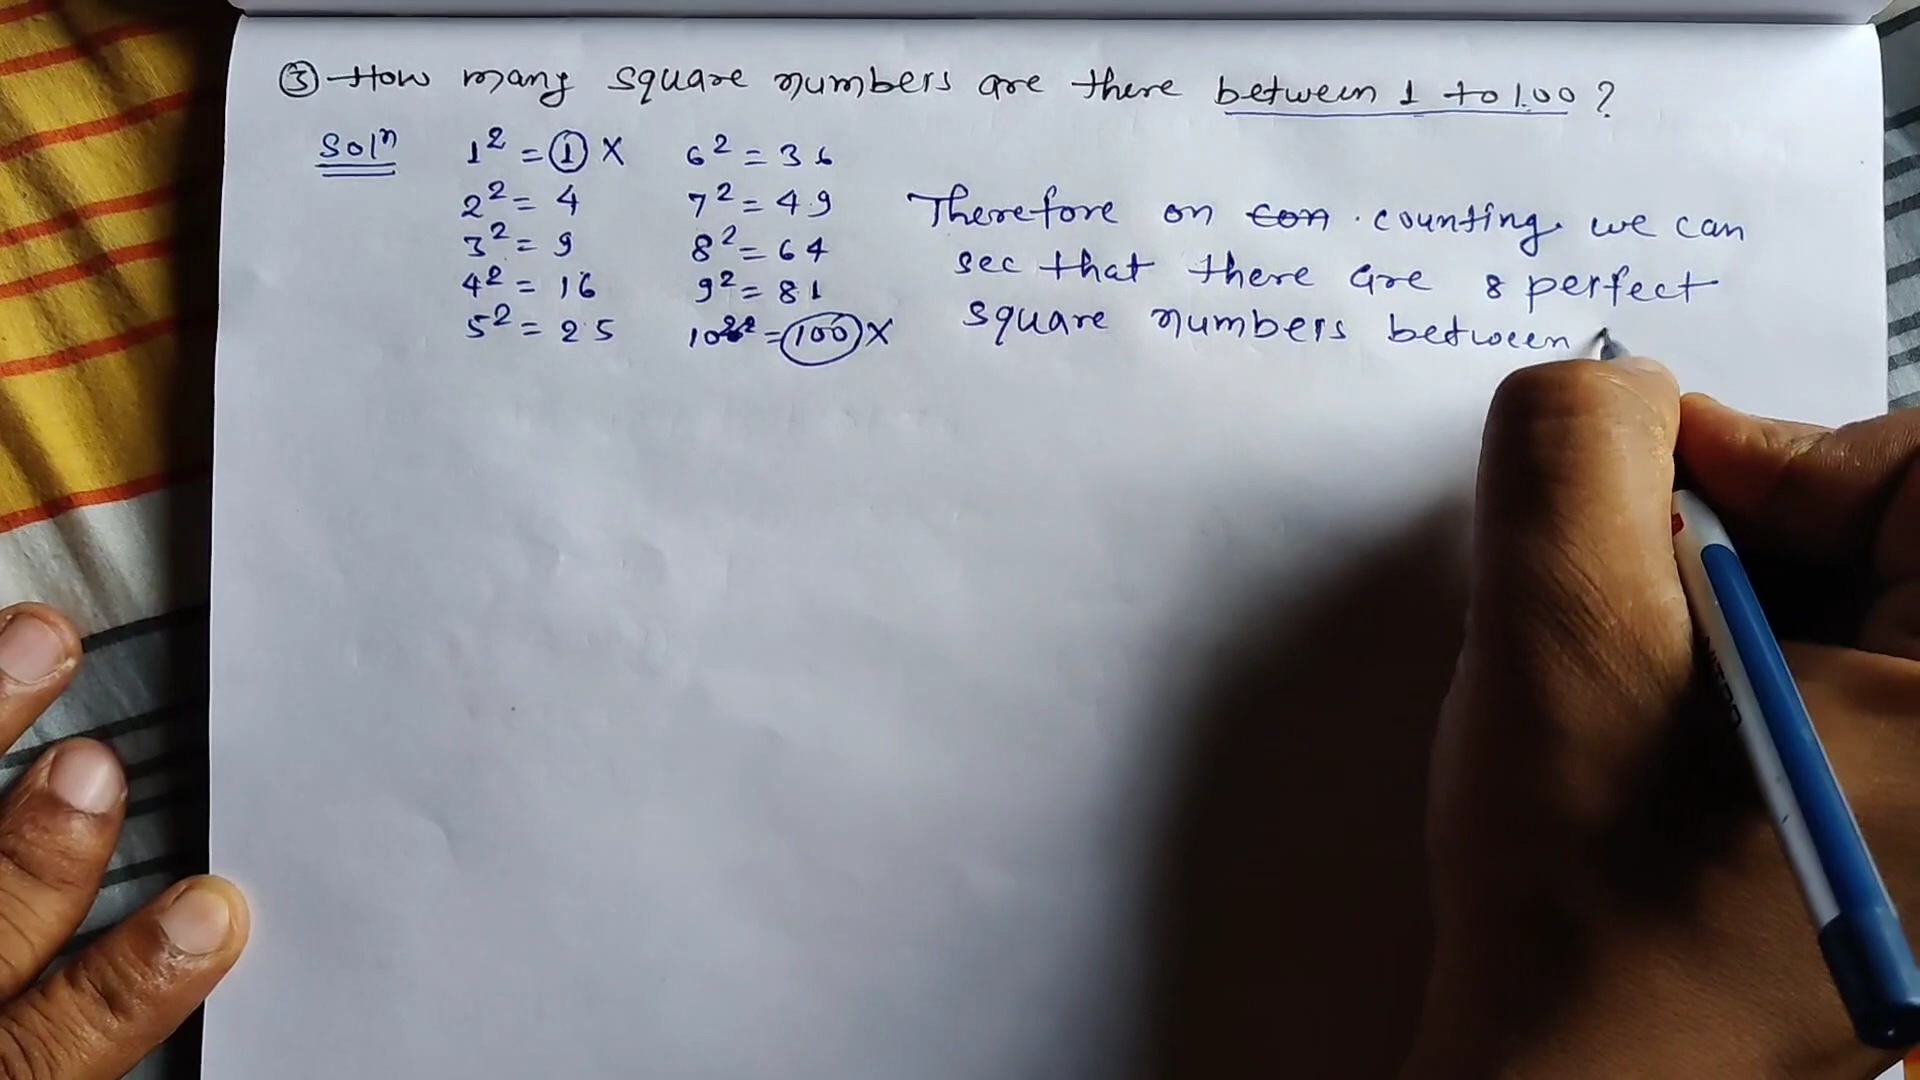 ③ How many square numbers are there between 1 to 100 ?
Solⁿ
1² = 1 X
2² = 4
3² = 9
4² = 16
5² = 25
6² = 36
7² = 49
8² = 64
9² = 81
10² = 100 X
Therefore on con counting we can
see that there are 8 perfect
square numbers between